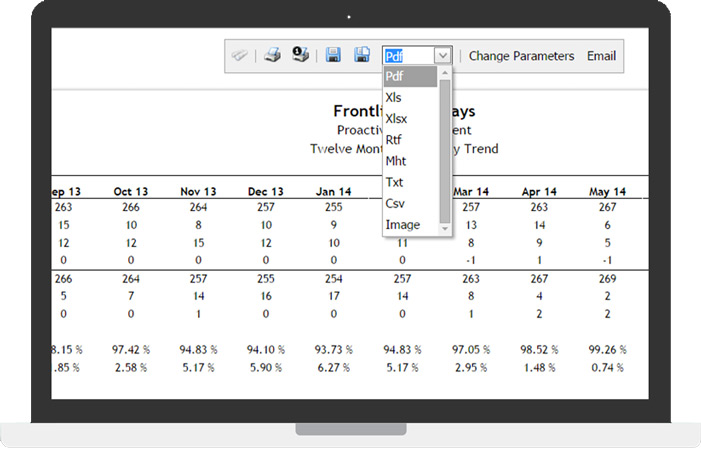 Pdf Change Parameters Email
Pdf
Xls
Xlsx
Rtf
Mht
Txt
Csv
Image
Frontli ays
Proactiv ent
Twelve Mont y Trend
ep 13 Oct 13 Nov 13 Dec 13 Jan 14 Mar 14 Apr 14 May 14
263 266 264 257 255 257 263 267
15 10 8 10 9 13 14 6
12 12 15 12 10 11 8 9 5
0 0 0 0 0 0 -1 1 -1
266 264 257 255 254 257 263 267 269
5 7 14 16 17 14 8 4 2
0 0 1 0 0 0 1 2 2
8.15 % 97.42 % 94.83 % 94.10 % 93.73 % 94.83 % 97.05 % 98.52 % 99.26 %
.85 % 2.58 % 5.17 % 5.90 % 6.27 % 5.17 % 2.95 % 1.48 % 0.74 %